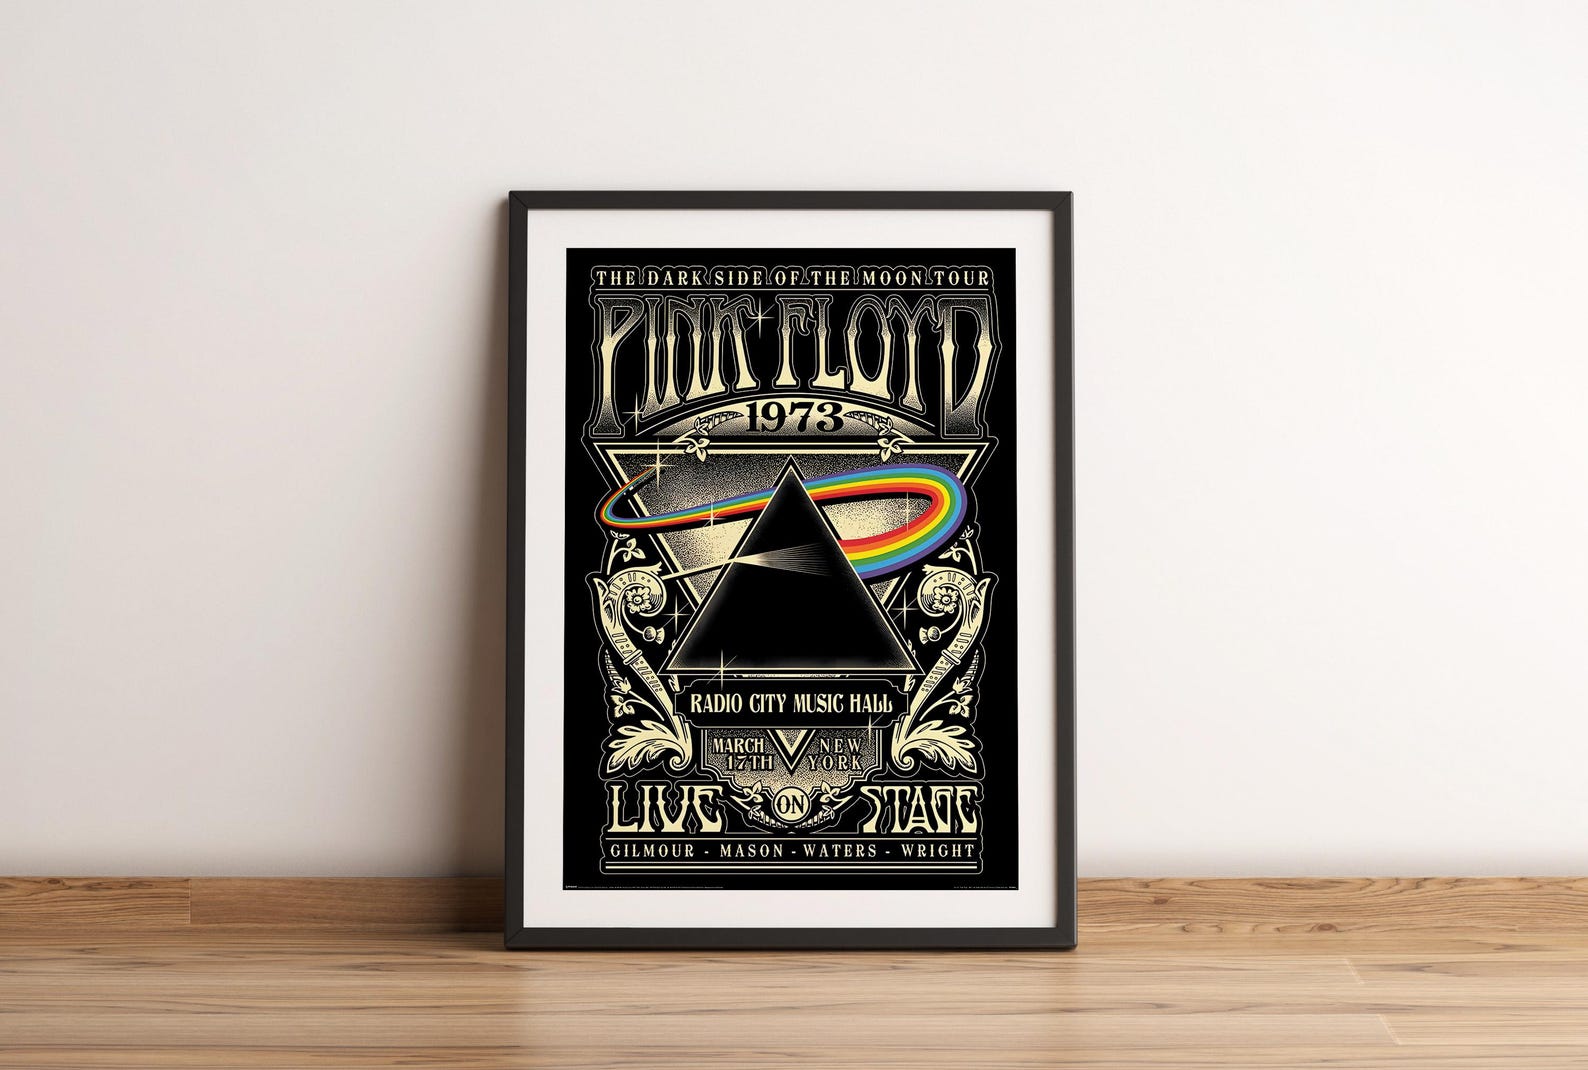 THE DARK SIDE OF THE MOON TOUR
PINK FLOYD
1973
RADIO CITY MUSIC HALL
MARCH 17TH
NEW YORK
LIVE ON STAGE
GILMOUR - MASON - WATERS - WRIGHT